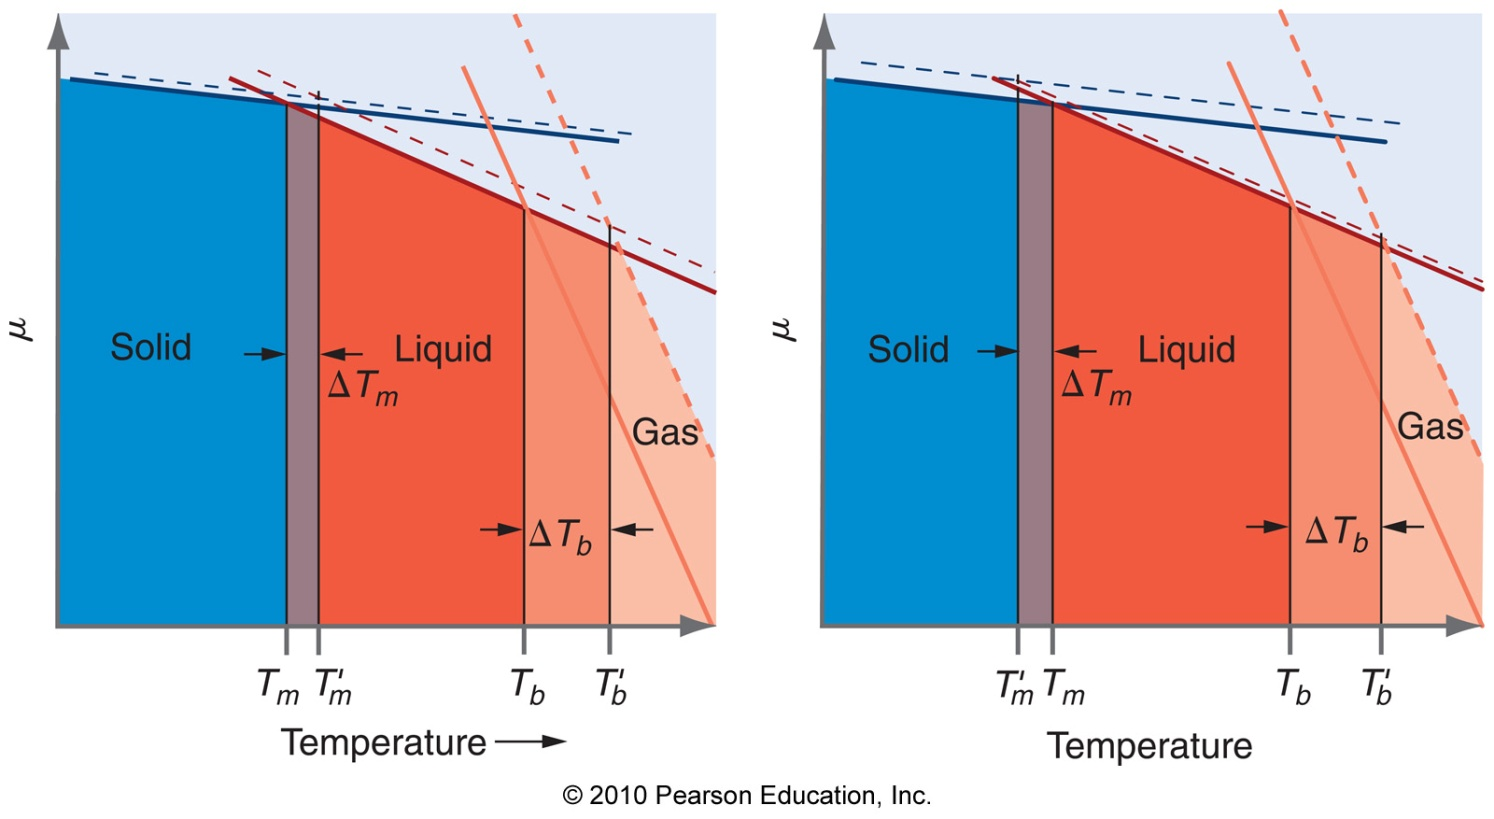 μ
Solid
Liquid
ΔTm
Gas
ΔTb
Tm T′m Tb T′b
Temperature
μ
Solid
Liquid
ΔTm
Gas
ΔTb
T′m Tm Tb T′b
Temperature
© 2010 Pearson Education, Inc.